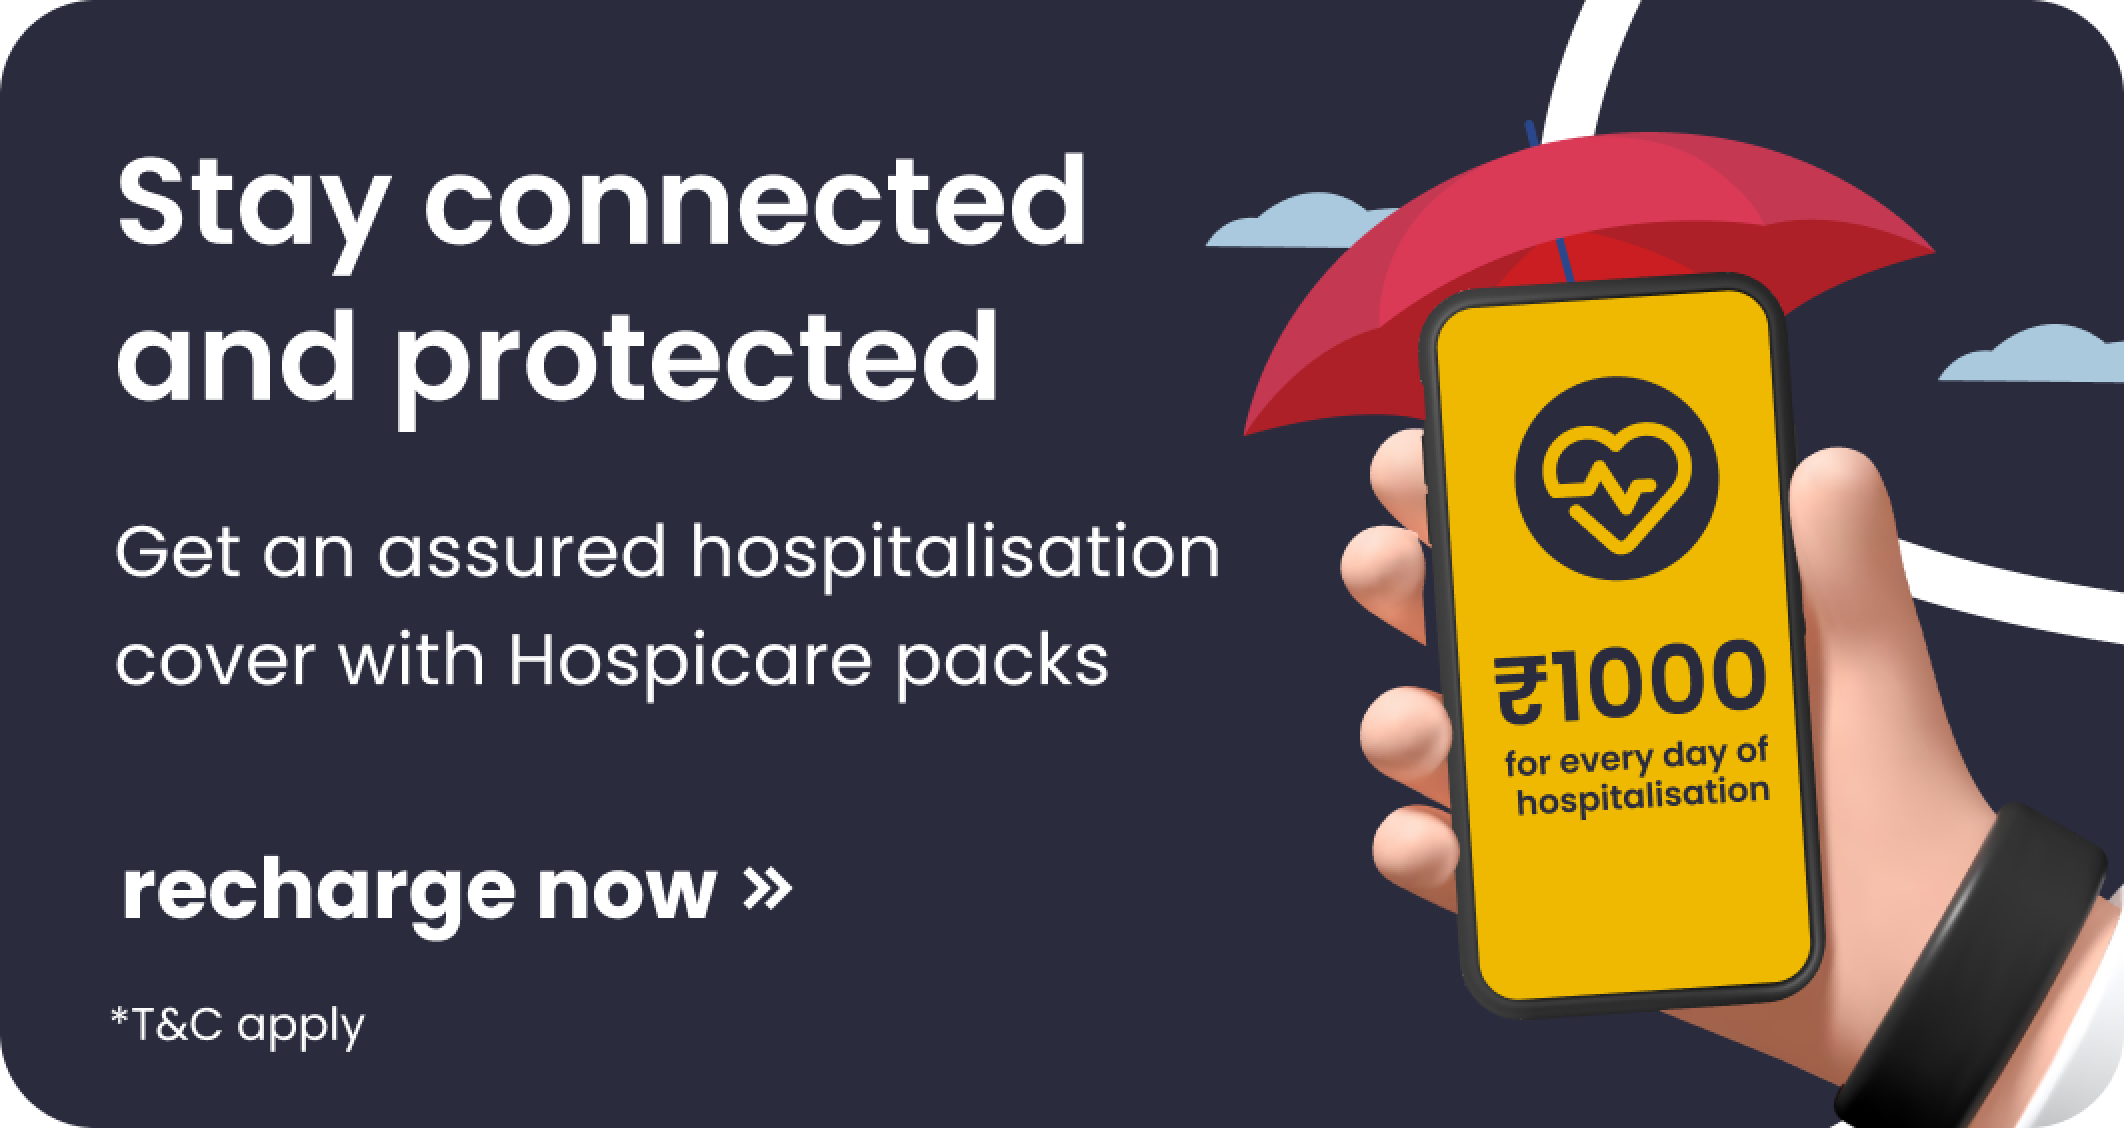 Stay connected
and protected
Get an assured hospitalisation
cover with Hospicare packs
recharge now »
*T&C apply
₹1000
for every day of
hospitalisation